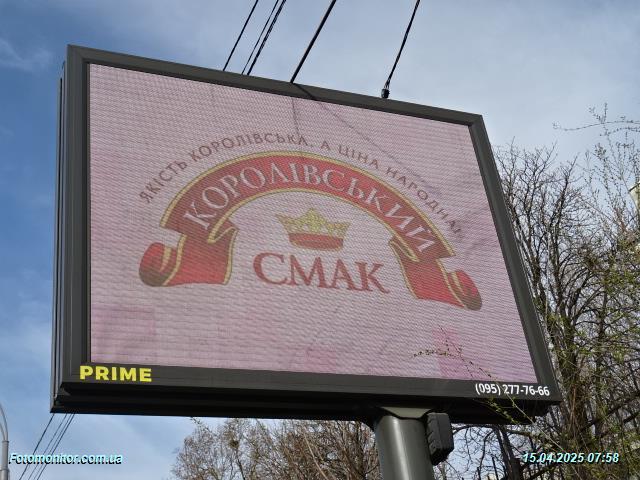 ЯКІСТЬ КОРОЛІВСЬКА, А ЦІНА НАРОДНА!
КОРОЛІВСЬКИЙ
СМАК
PRIME
(095) 277-76-66
Fotomonitor.com.ua
15.04.2025 07:58